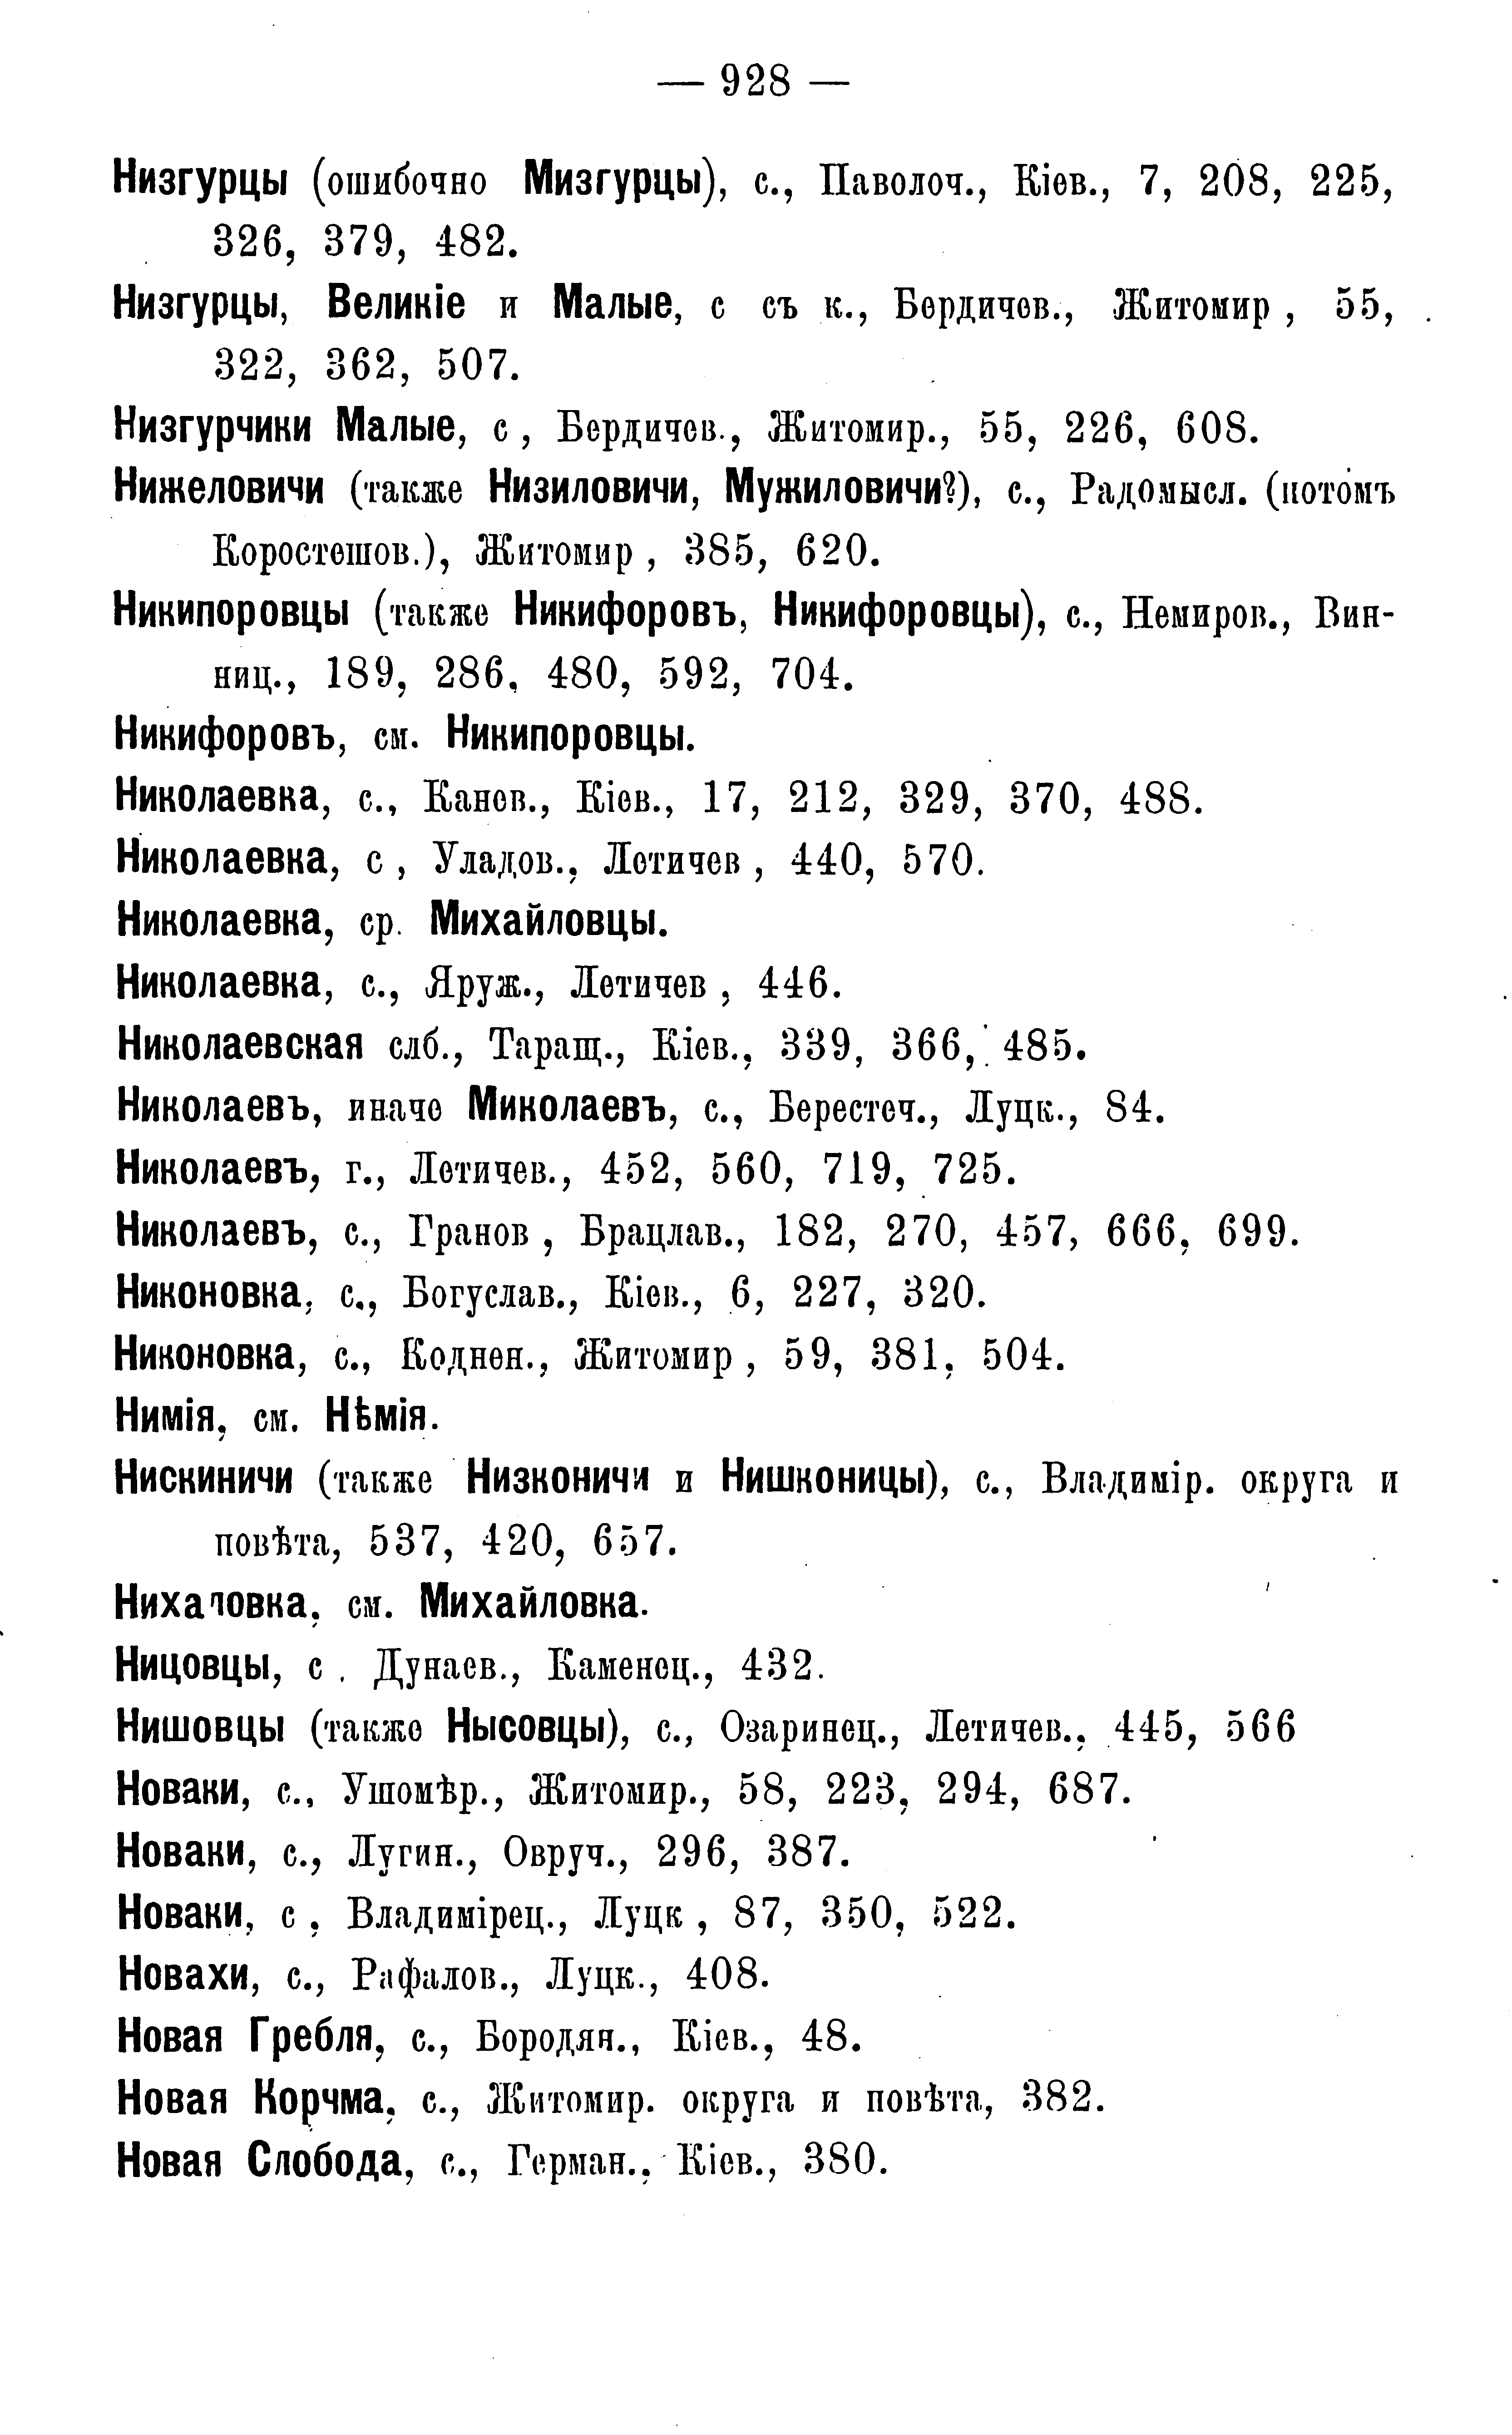 — 928 —
Низгурцы (ошибочно Мизгурцы), с., Паволоч., Кіев., 7, 208, 225,
326, 379, 482.
Низгурцы, Великіе и Малые, с съ к., Бердичев., Житомир , 55,
322, 362, 507.
Низгурчики Малые, с , Бердичев., Житомир., 55, 226, 608.
Нижеловичи (также Низиловичи, Мужиловичи?), с., Радомысл. (потомъ
Коростешов.), Житомир , 385, 620.
Никипоровцы (также Никифоровъ, Никифоровцы), с., Немиров., Вин-
ниц., 189, 286, 480, 592, 704.
Никифоровъ, см. Никипоровцы.
Николаевка, с., Канев., Кіев., 17, 212, 329, 370, 488.
Николаевка, с , Уладов., Летичев , 440, 570.
Николаевка, ср. Михайловцы.
Николаевка, с., Яруж., Летичев , 446.
Николаевская слб., Таращ., Кіев., 339, 366, 485.
Николаевъ, иначе Миколаевъ, с., Берестеч., Луцк., 84.
Николаевъ, г., Летичев., 452, 560, 719, 725.
Николаевъ, с., Гранов , Брацлав., 182, 270, 457, 666, 699.
Никоновка, с., Богуслав., Кіев., 6, 227, 320.
Никоновка, с., Коднен., Житомир , 59, 381, 504.
Нимія, см. Нѣмія.
Нискиничи (также Низконичи и Нишконицы), с., Владимір. округа и
повѣта, 537, 420, 657.
Нихаловка, см. Михайловка.
Ницовцы, с . Дунаев., Каменец., 432.
Нишовцы (также Нысовцы), с., Озаринец., Летичев., 445, 566
Новаки, с., Ушомѣр., Житомир., 58, 223, 294, 687.
Новаки, с., Лугин., Овруч., 296, 387.
Новаки, с , Владимірец., Луцк , 87, 350, 522.
Новахи, с., Рафалов., Луцк., 408.
Новая Гребля, с., Бородян., Кіев., 48.
Новая Корчма, с., Житомир. округа и повѣта, 382.
Новая Слобода, с., Герман., Кіев., 380.